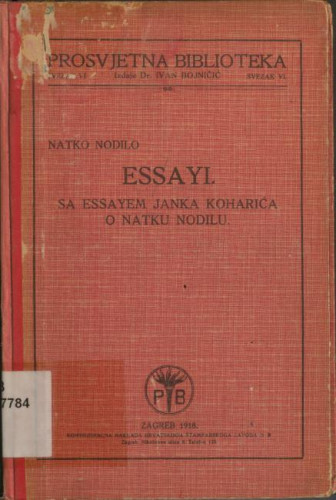 PROSVJETNA BIBLIOTEKA
Izdaje Dr. IVAN BOJNIČIĆ SVEZAK VI.
NATKO NODILO
ESSAYI.
SA ESSAYEM JANKA KOHARIĆA
O NATKU NODILU.
P B
ZAGREB 1918.
3
7784